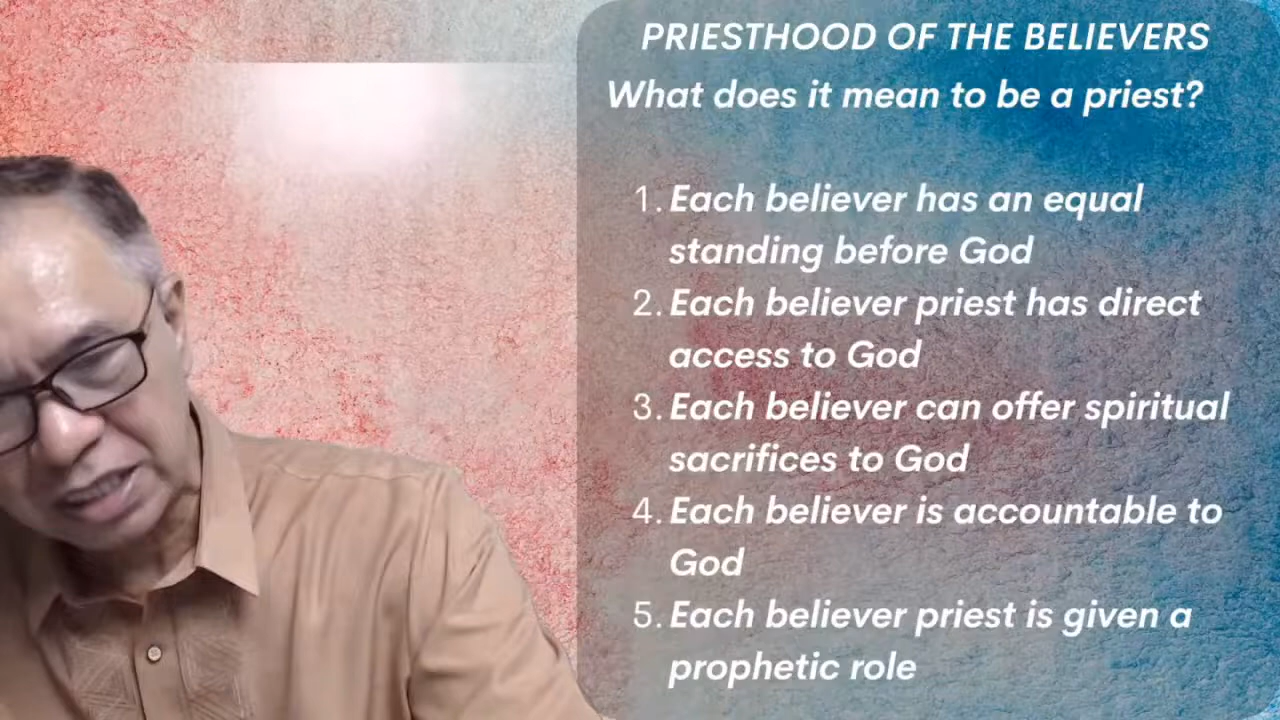 PRIESTHOOD OF THE BELIEVERS
What does it mean to be a priest?
1. Each believer has an equal
standing before God
2. Each believer priest has direct
access to God
3. Each believer can offer spiritual
sacrifices to God
4. Each believer is accountable to
God
5. Each believer priest is given a
prophetic role